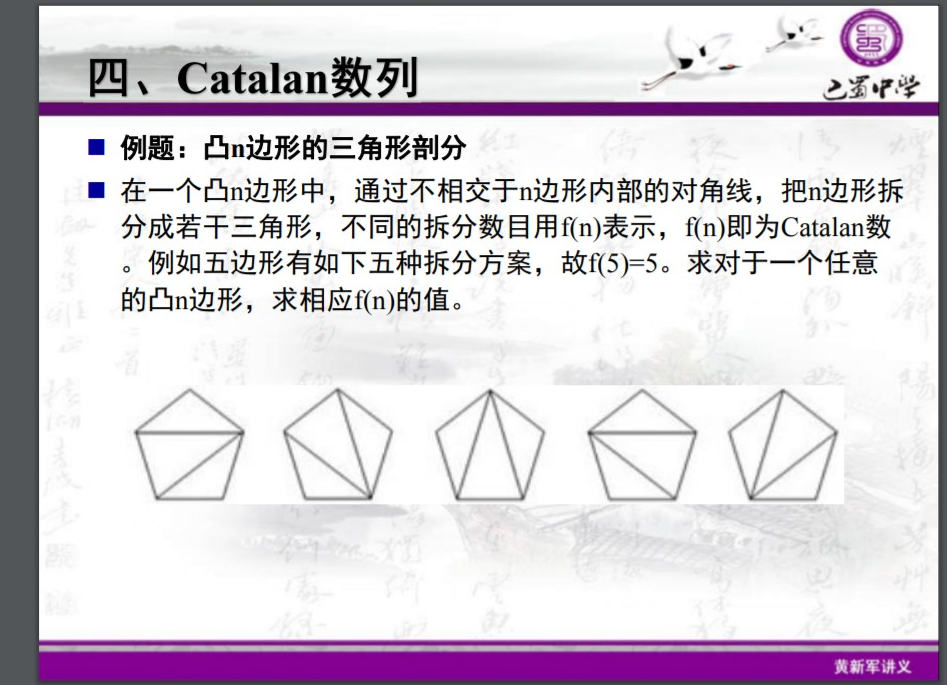 四、Catalan数列
巴蜀中学
例题：凸n边形的三角形剖分
在一个凸n边形中，通过不相交于n边形内部的对角线，把n边形拆
分成若干三角形，不同的拆分数目用f(n)表示，f(n)即为Catalan数
。例如五边形有如下五种拆分方案，故f(5)=5。求对于一个任意
的凸n边形，求相应f(n)的值。
黄新军讲义